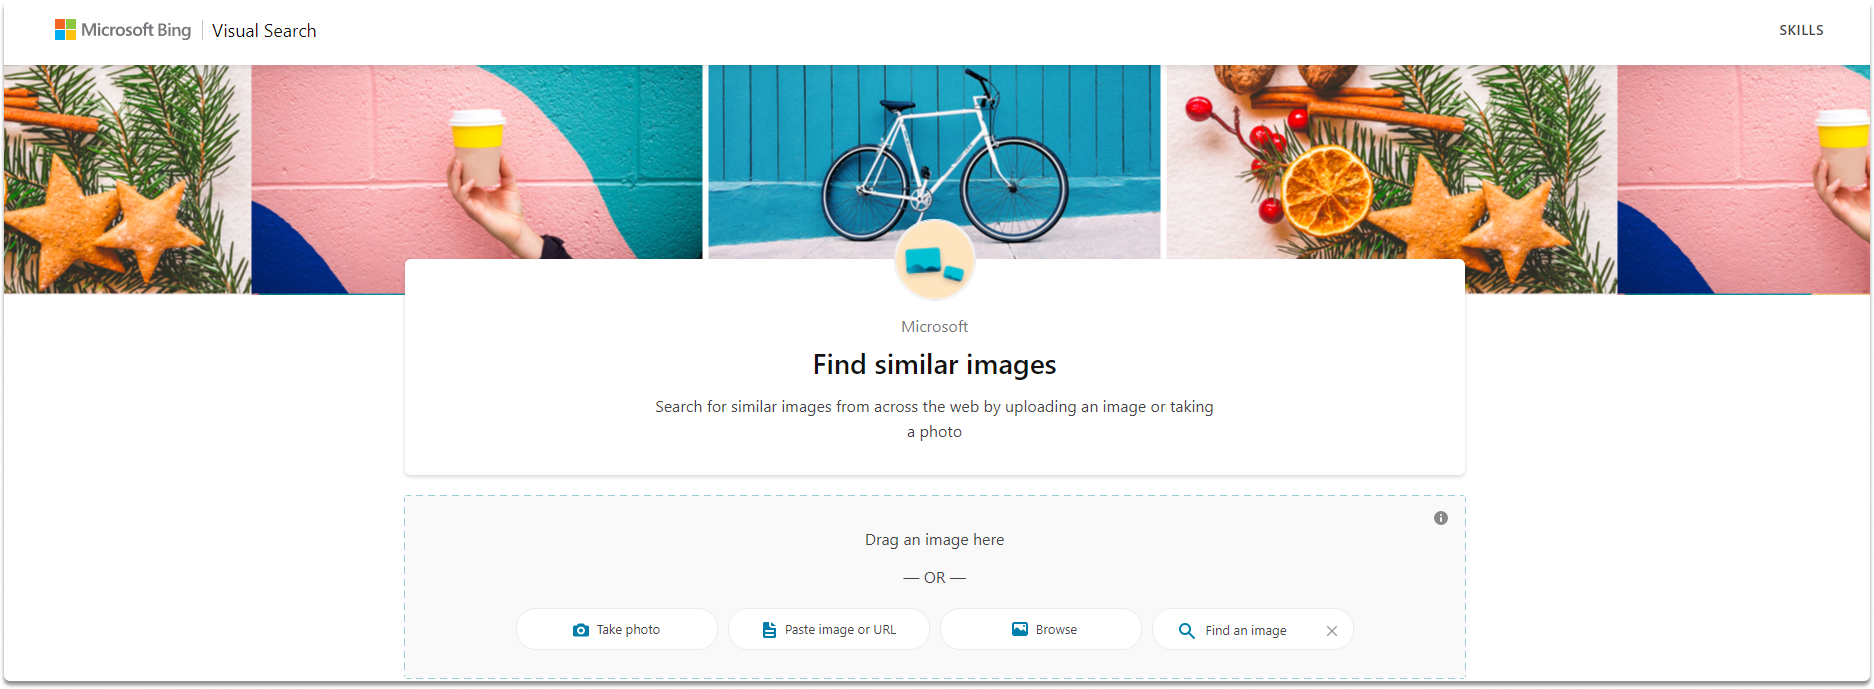 Microsoft Bing
Visual Search
SKILLS
Microsoft
Find similar images
Search for similar images from across the web by uploading an image or taking
a photo
Drag an image here
— OR —
Take photo
Paste image or URL
Browse
Find an image